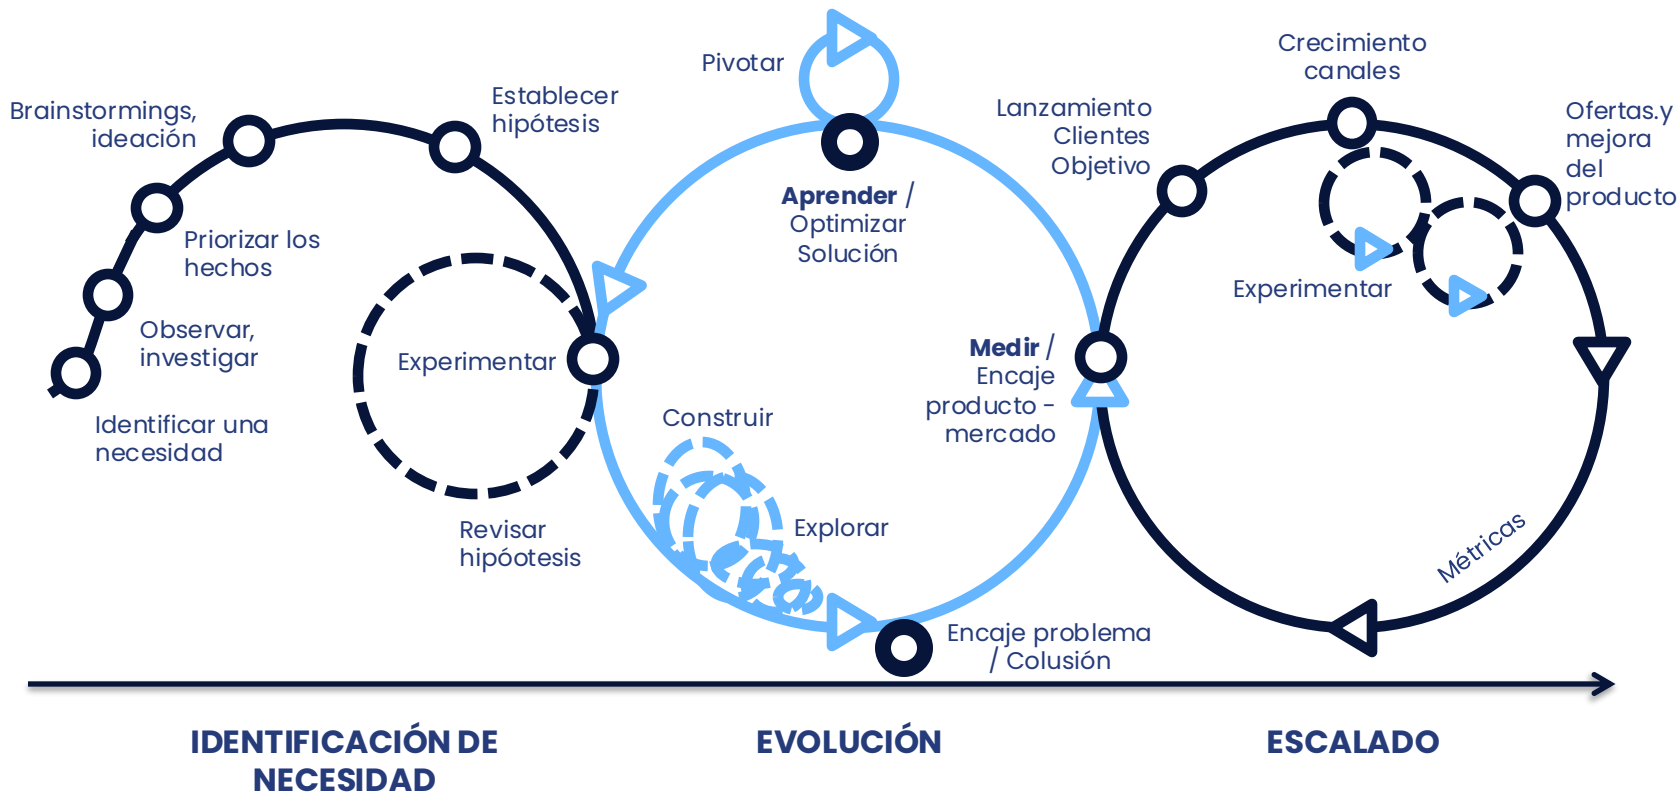 Brainstormings,
ideación
Establecer
hipótesis
Priorizar los
hechos
Observar,
investigar
Identificar una
necesidad
Experimentar
Revisar
hipóotesis
Pivotar
Aprender /
Optimizar
Solución
Construir
Explorar
Medir /
Encaje
producto -
mercado
Encaje problema
/ Colusión
Lanzamiento
Clientes
Objetivo
Crecimiento
canales
Ofertas.y
mejora
del
producto
Experimentar
Métricas
IDENTIFICACIÓN DE
NECESIDAD
EVOLUCIÓN
ESCALADO